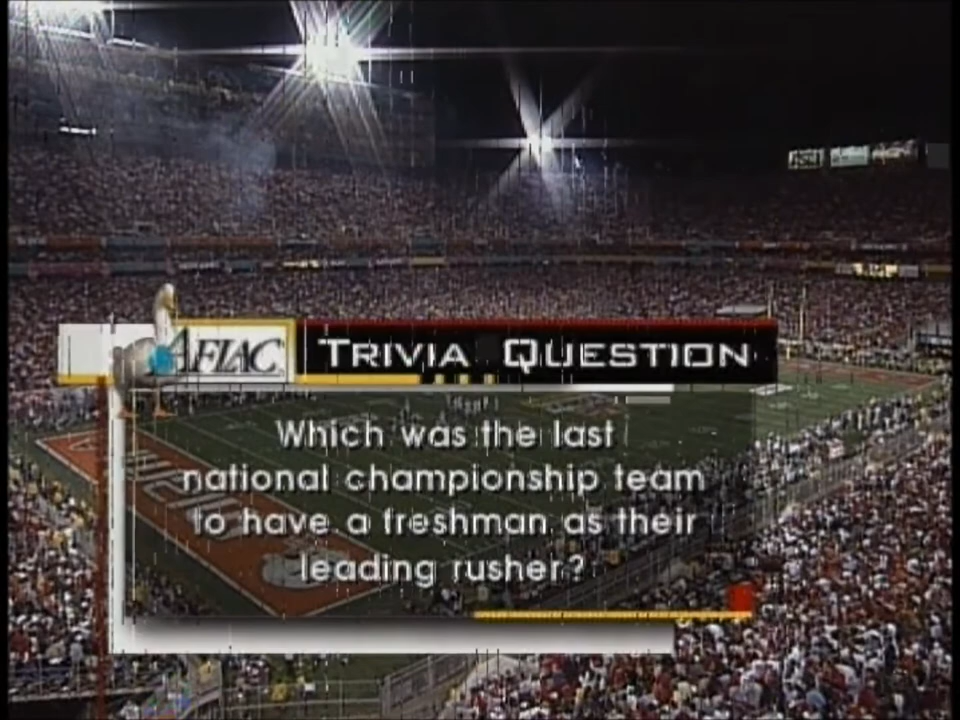 AFLAC TRIVIA QUESTION
Which was the last
national championship team
to have a freshman as their
leading rusher?